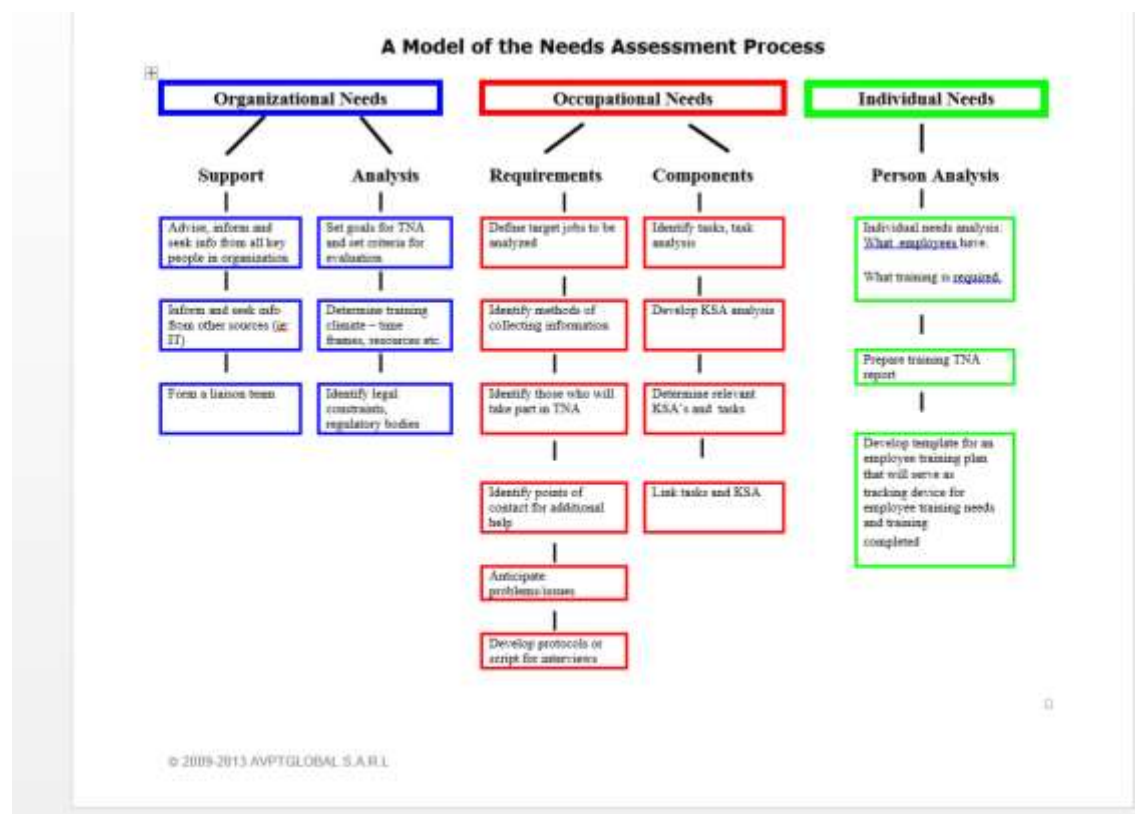 A Model of the Needs Assessment Process
Organizational Needs
Support
Advise, inform and
seek info from all key
people in organization
Inform and seek info
from other sources (ie:
IT)
Form a liaison team
Analysis
Set goals for TNA
and set criteria for
evaluation
Determine training
climate – time
frames, resources etc.
Identify legal
constraints,
regulatory bodies
Occupational Needs
Requirements
Define target jobs to be
analyzed
Identify methods of
collecting information
Identify those who will
take part in TNA
Identify points of
contact for additional
help
Anticipate
problems/issues
Develop protocols or
script for interviews
Components
Identify tasks, task
analysis
Develop KSA analysis
Determine relevant
KSA's and tasks
Link tasks and KSA
Individual Needs
Person Analysis
Individual needs analysis:
What employees have.
What training is required.
Prepare training TNA
report
Develop template for an
employee training plan
that will serve as
tracking device for
employee training needs
and training
completed
© 2009-2013 AVPTGLOBAL S.A.R.L